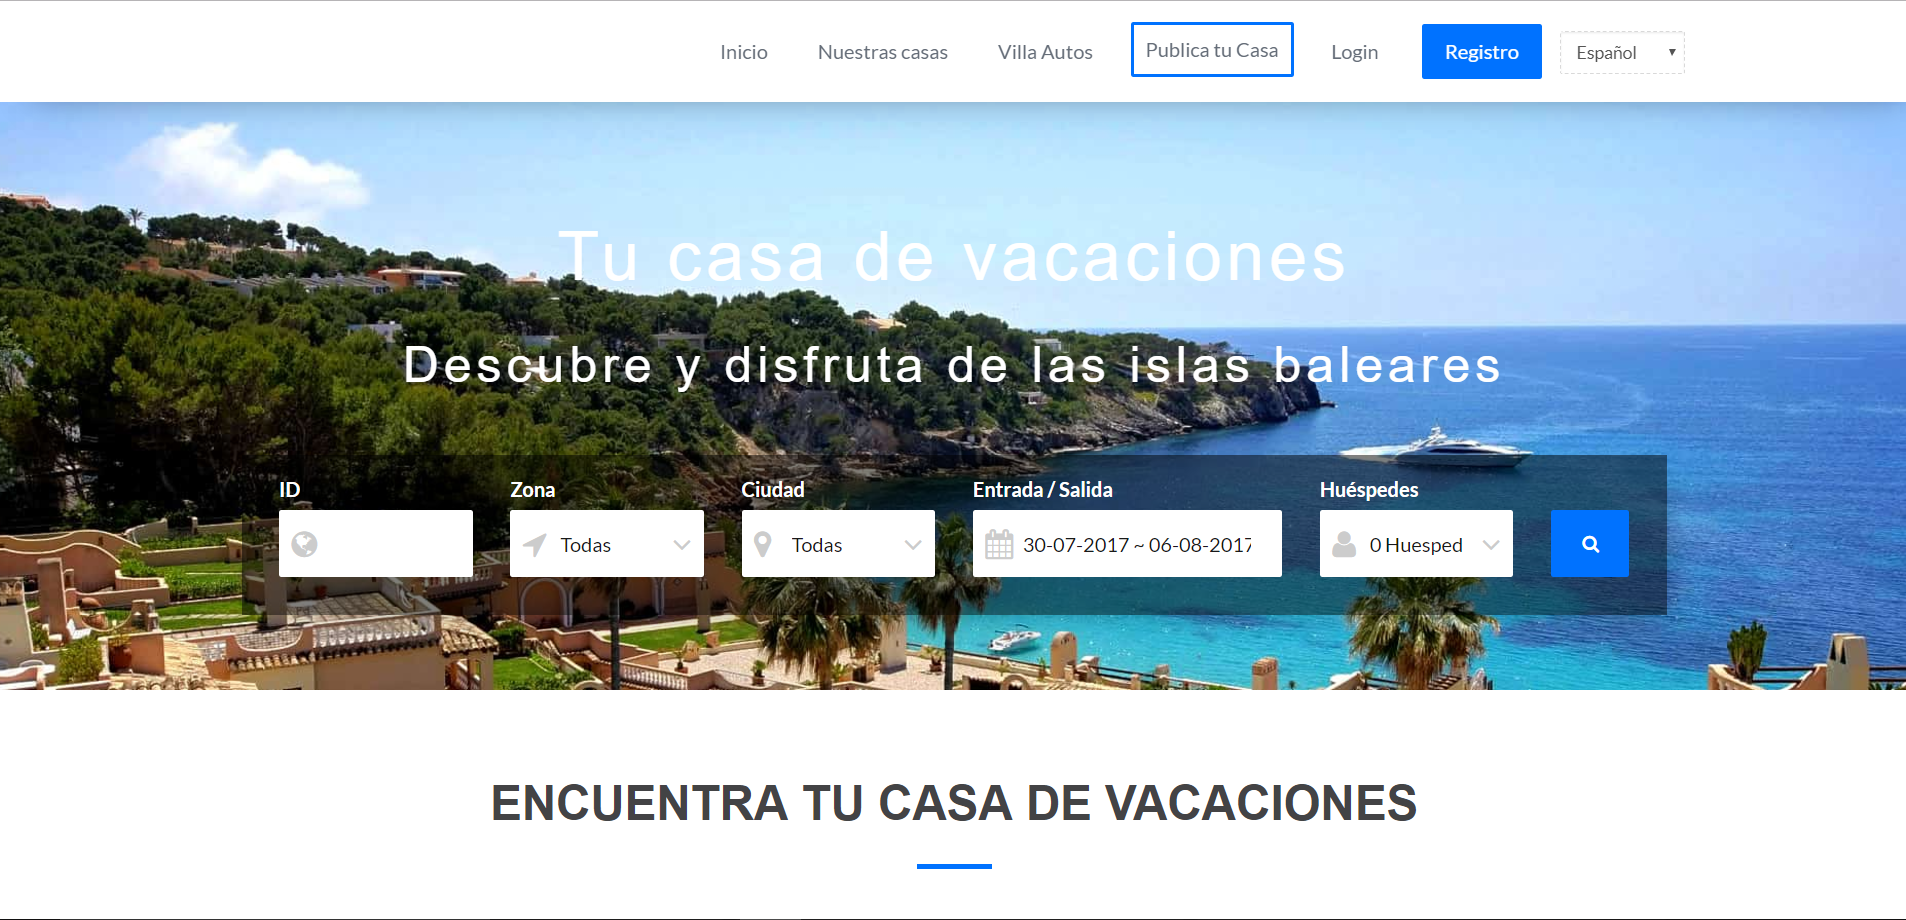 Inicio Nuestras casas Villa Autos Publica tu Casa Login Registro Español
Tu casa de vacaciones
Descubre y disfruta de las islas baleares
ID Zona Ciudad Entrada / Salida Huéspedes
Todas Todas 30-07-2017 ~ 06-08-2017 0 Huesped
ENCUENTRA TU CASA DE VACACIONES